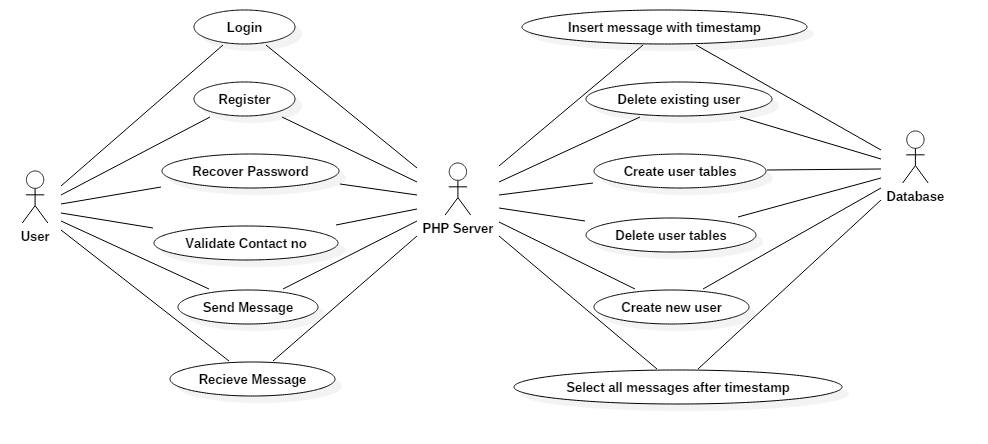 Login
Register
Recover Password
Validate Contact no
Send Message
Recieve Message
User
PHP Server
Insert message with timestamp
Delete existing user
Create user tables
Delete user tables
Create new user
Select all messages after timestamp
Database